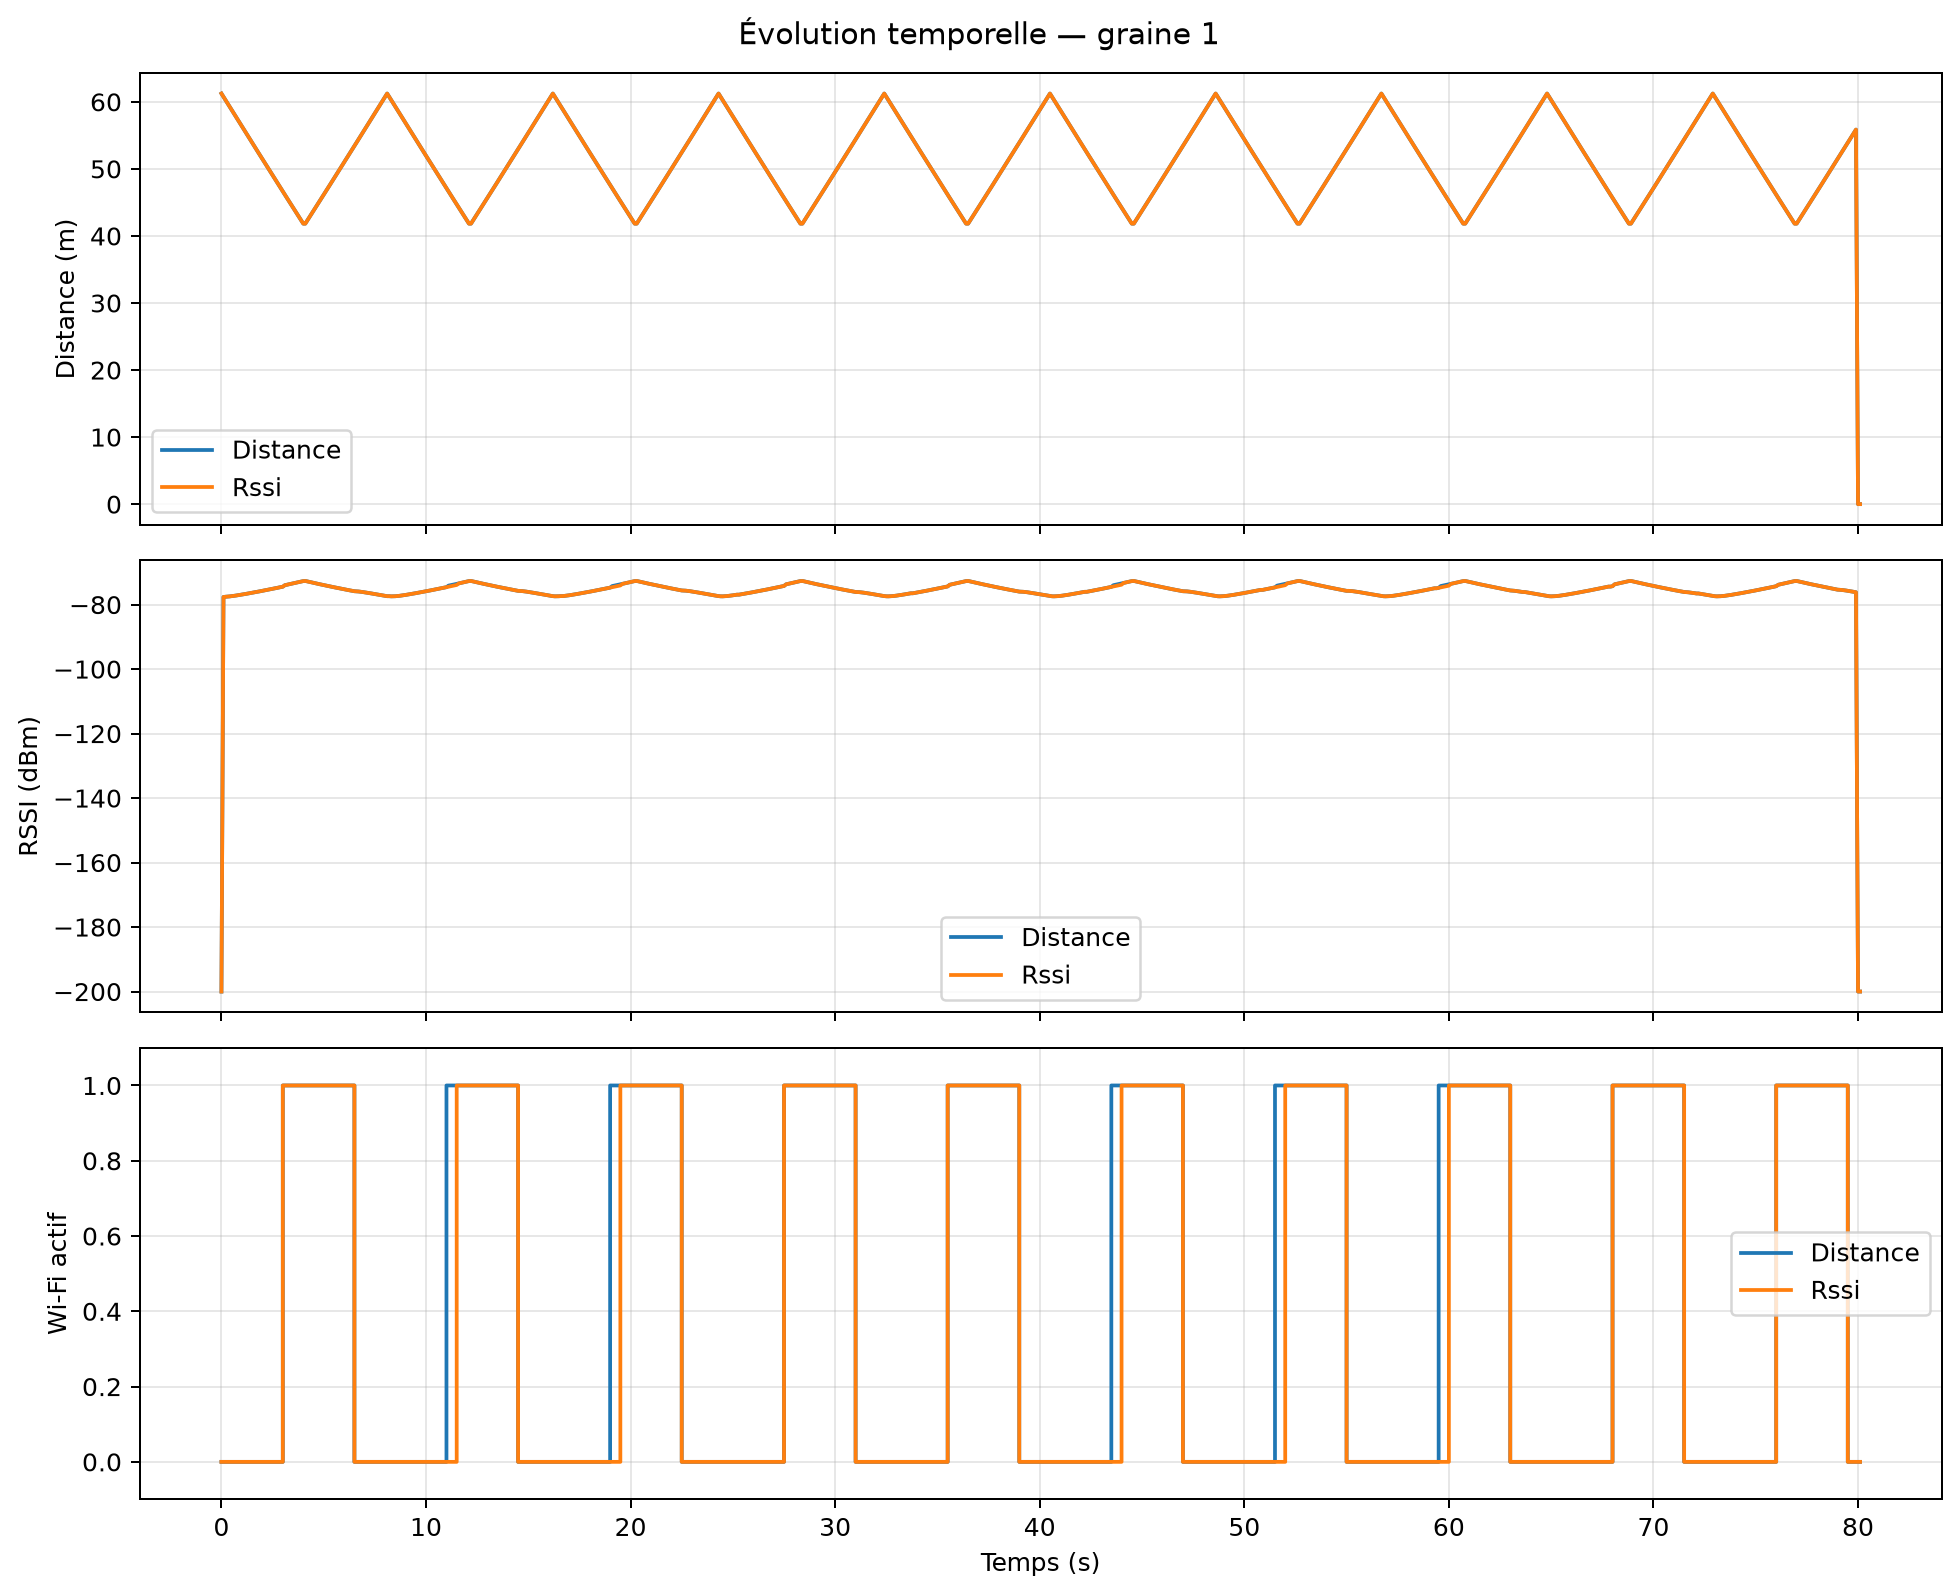 Évolution temporelle — graine 1
Distance (m)
60
50
40
30
20
10
0
Distance
Rssi
RSSI (dBm)
−80
−100
−120
−140
−160
−180
−200
Distance
Rssi
Wi-Fi actif
1.0
0.8
0.6
0.4
0.2
0.0
Distance
Rssi
0 10 20 30 40 50 60 70 80
Temps (s)